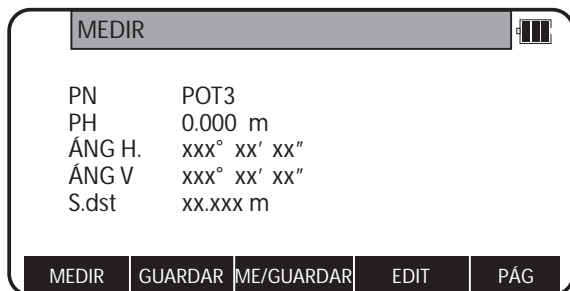 MEDIR
PN POT3
PH 0.000 m
ÁNG H. xxx° xx' xx"
ÁNG V xxx° xx' xx"
S.dst xx.xxx m
MEDIR GUARDAR ME/GUARDAR EDIT PÁG